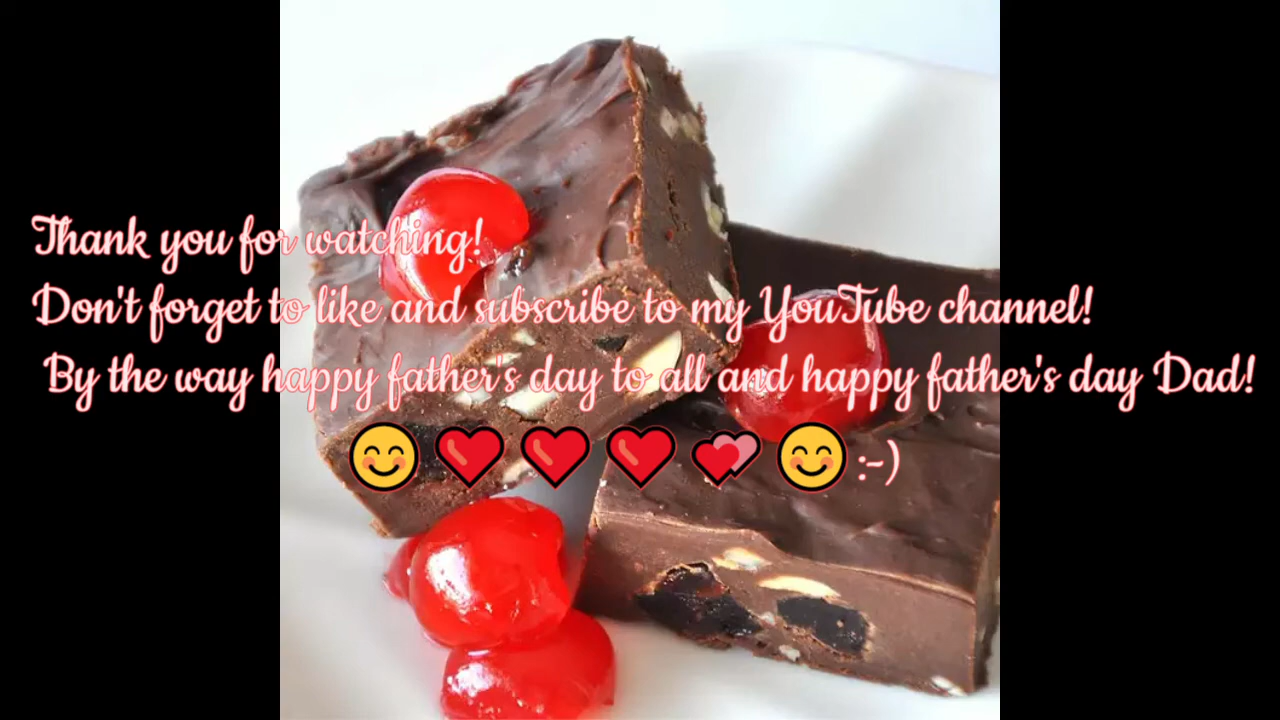 Thank you for watching!
Don't forget to like and subscribe to my YouTube channel!
By the way happy father's day to all and happy father's day Dad!
😊❤️❤️❤️💕😊:-)